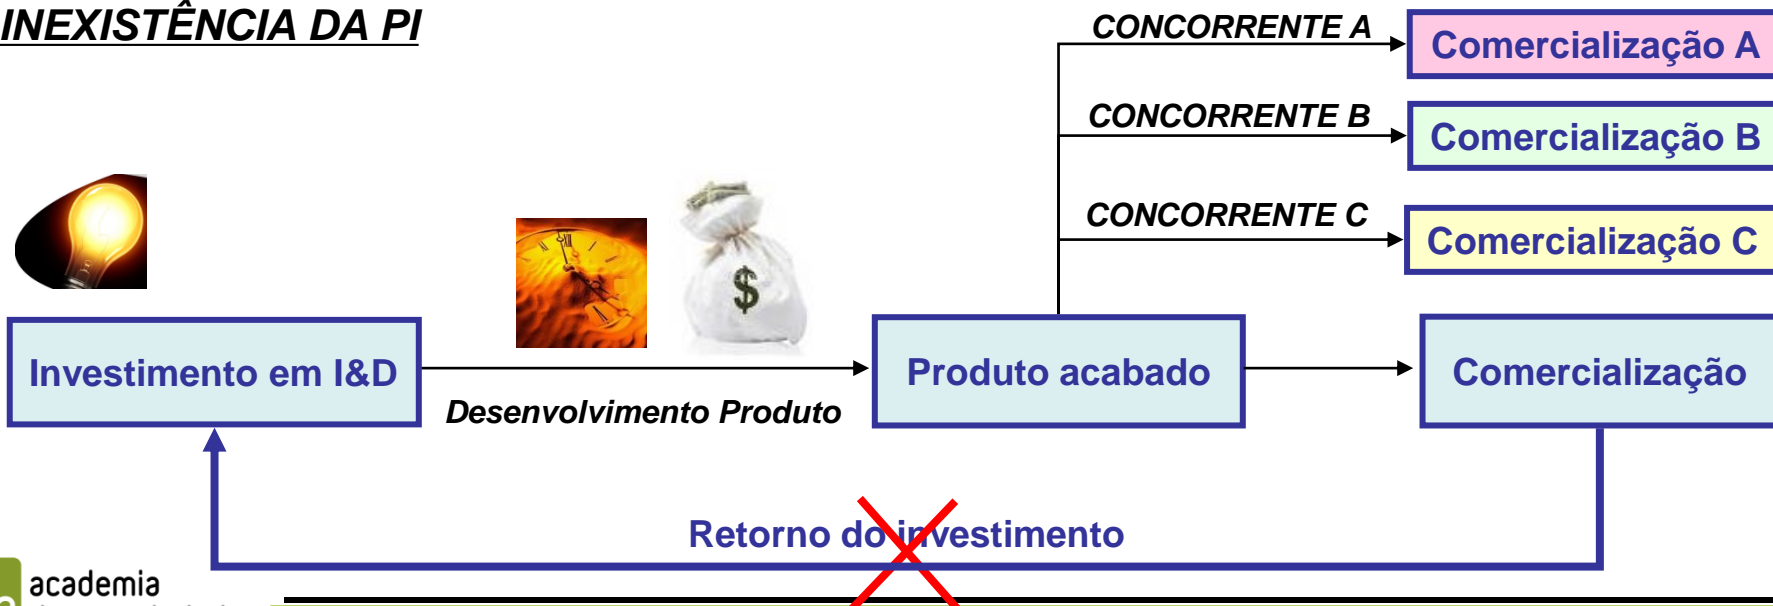 INEXISTÊNCIA DA PI
CONCORRENTE A
Comercialização A
CONCORRENTE B
Comercialização B
CONCORRENTE C
Comercialização C
$
Investimento em I&D
Desenvolvimento Produto
Produto acabado
Comercialização
Retorno do investimento
academia